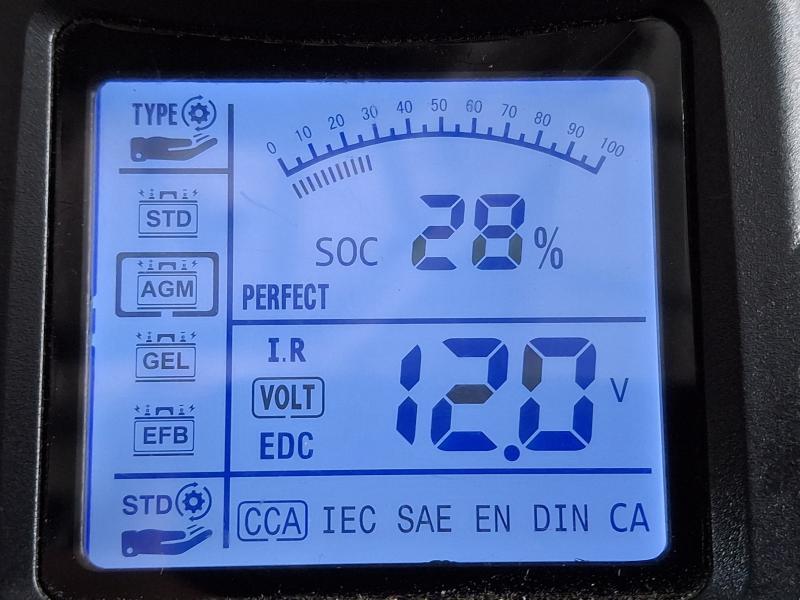 TYPE
0 10 20 30 40 50 60 70 80 90 100
STD
SOC 28%
AGM
PERFECT
GEL
I.R
VOLT 12.0 V
EFB
EDC
STD
CCA IEC SAE EN DIN CA